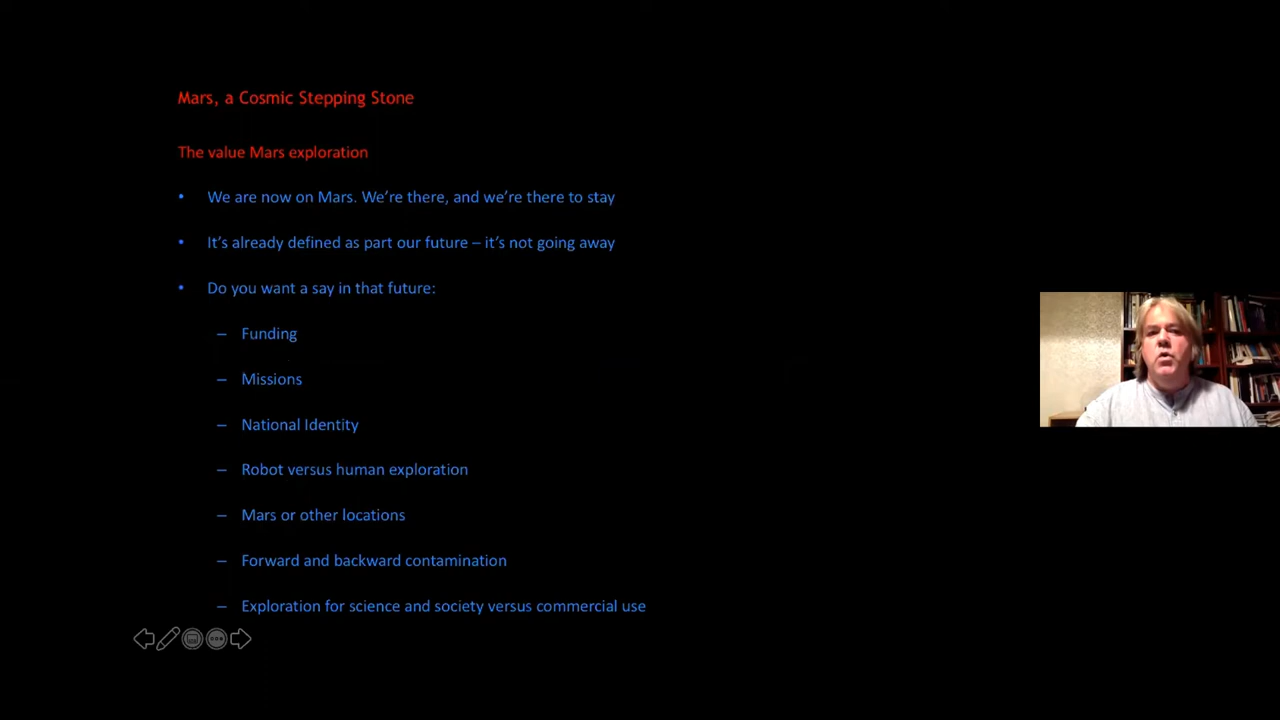 Mars, a Cosmic Stepping Stone
The value Mars exploration
• We are now on Mars. We're there, and we're there to stay
• It's already defined as part our future – it's not going away
• Do you want a say in that future:
– Funding
– Missions
– National Identity
– Robot versus human exploration
– Mars or other locations
– Forward and backward contamination
– Exploration for science and society versus commercial use